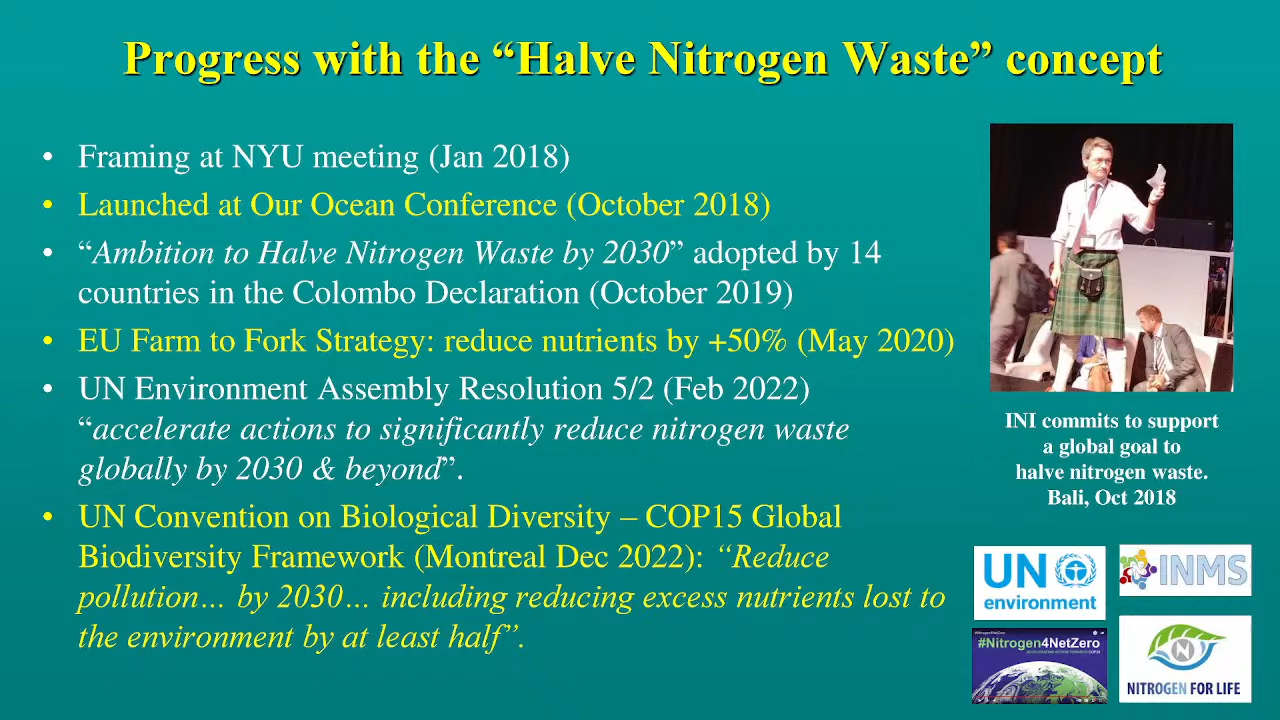 Progress with the “Halve Nitrogen Waste” concept
• Framing at NYU meeting (Jan 2018)
• Launched at Our Ocean Conference (October 2018)
• “Ambition to Halve Nitrogen Waste by 2030” adopted by 14
countries in the Colombo Declaration (October 2019)
• EU Farm to Fork Strategy: reduce nutrients by +50% (May 2020)
• UN Environment Assembly Resolution 5/2 (Feb 2022)
“accelerate actions to significantly reduce nitrogen waste
globally by 2030 & beyond”.
• UN Convention on Biological Diversity – COP15 Global
Biodiversity Framework (Montreal Dec 2022): “Reduce
pollution… by 2030… including reducing excess nutrients lost to
the environment by at least half”.
INI commits to support
a global goal to
halve nitrogen waste.
Bali, Oct 2018
UN
environment
INMS
#Nitrogen4NetZero
#Nitrogen4NetZero
N
NITROGEN FOR LIFE